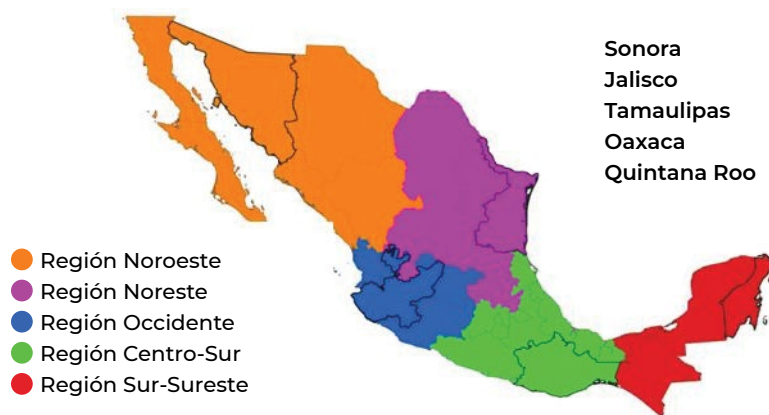 Sonora
Jalisco
Tamaulipas
Oaxaca
Quintana Roo
Región Noroeste
Región Noreste
Región Occidente
Región Centro-Sur
Región Sur-Sureste